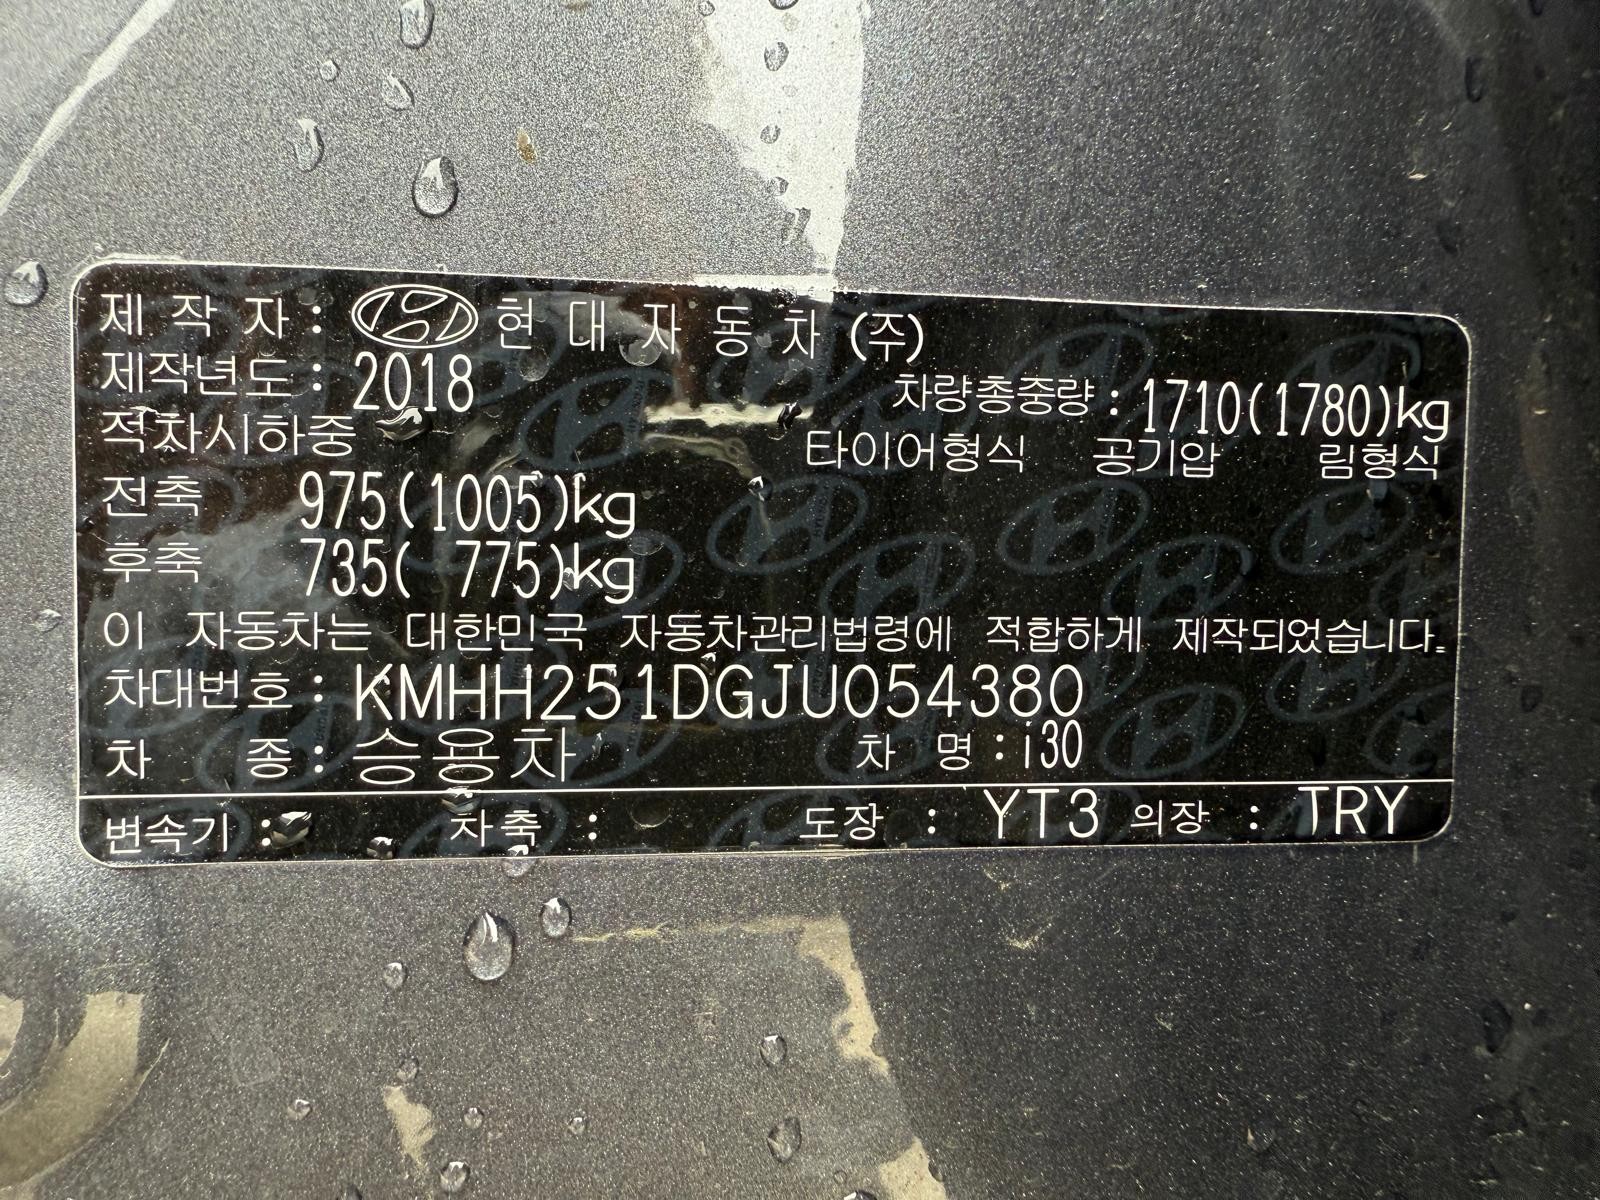 제 작 자 : 현 대 자 동 차 (주)
제작년도 : 2018 차량총중량 : 1710(1780)kg
적차시하중 타이어형식 공기압 림형식
전축 975(1005)kg
후축 735( 775)kg
이 자동차는 대한민국 자동차관리법령에 적합하게 제작되었습니다.
차대번호 : KMHH251DGJU054380
차 종 : 승용차 차 명 : i30
변속기 : 차축 : 도장 : YT3 의장 : TRY